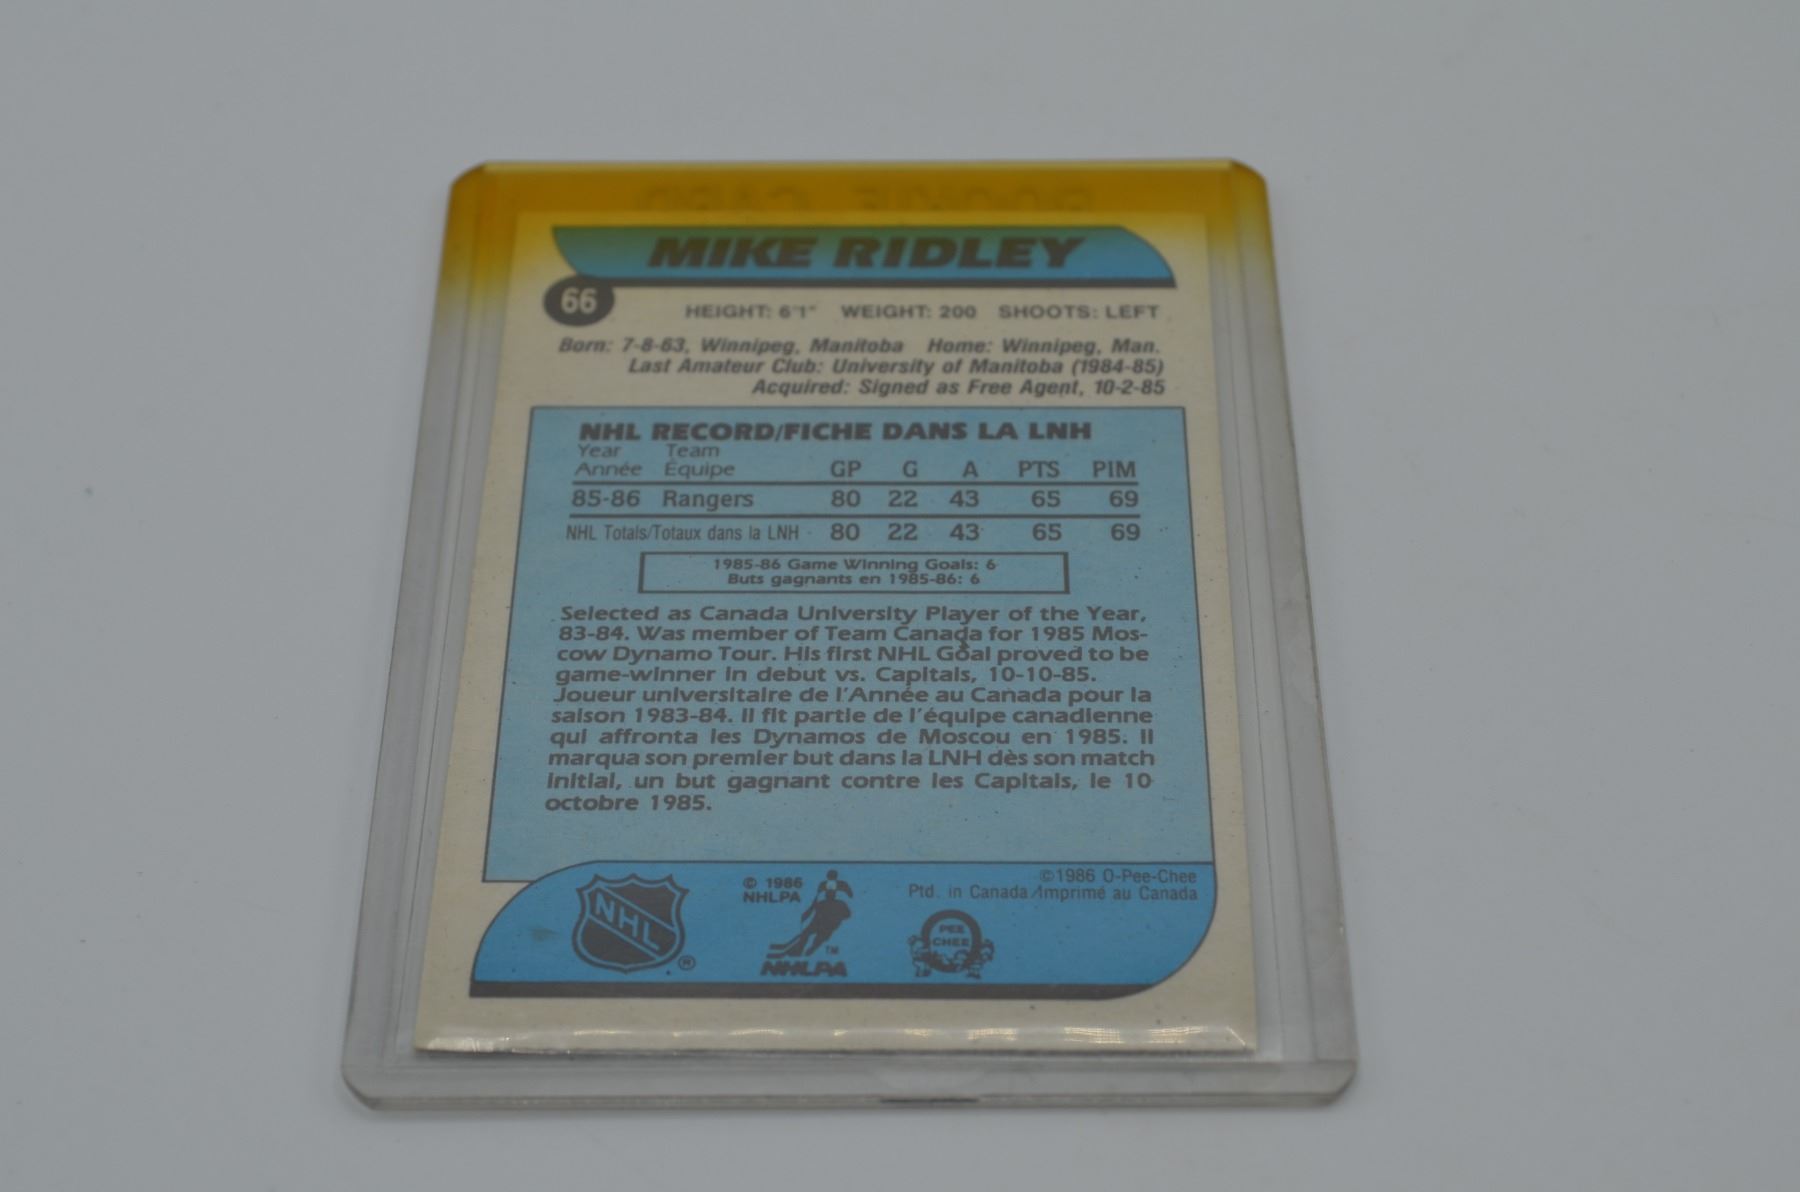 ROOKIE CARD
MIKE RIDLEY
66
HEIGHT: 6'1" WEIGHT: 200 SHOOTS: LEFT
Born: 7-8-63, Winnipeg, Manitoba Home: Winnipeg, Man.
Last Amateur Club: University of Manitoba (1984-85)
Acquired: Signed as Free Agent, 10-2-85
NHL RECORD/FICHE DANS LA LNH
Year Team
Année Équipe GP G A PTS PIM
85-86 Rangers 80 22 43 65 69
NHL Totals/Totaux dans la LNH 80 22 43 65 69
1985-86 Game Winning Goals: 6
Buts gagnants en 1985-86: 6
Selected as Canada University Player of the Year,
83-84. Was member of Team Canada for 1985 Mos-
cow Dynamo Tour. His first NHL Goal proved to be
game-winner in debut vs. Capitals, 10-10-85.
Joueur universitaire de l'Année au Canada pour la
saison 1983-84. Il fit partie de l'équipe canadienne
qui affronta les Dynamos de Moscou en 1985. Il
marqua son premier but dans la LNH dès son match
initial, un but gagnant contre les Capitals, le 10
octobre 1985.
NHL ®
© 1986
NHLPA
TM
NHLPA
©1986 O-Pee-Chee
Ptd. in Canada/Imprimé au Canada
PEE
CHEE